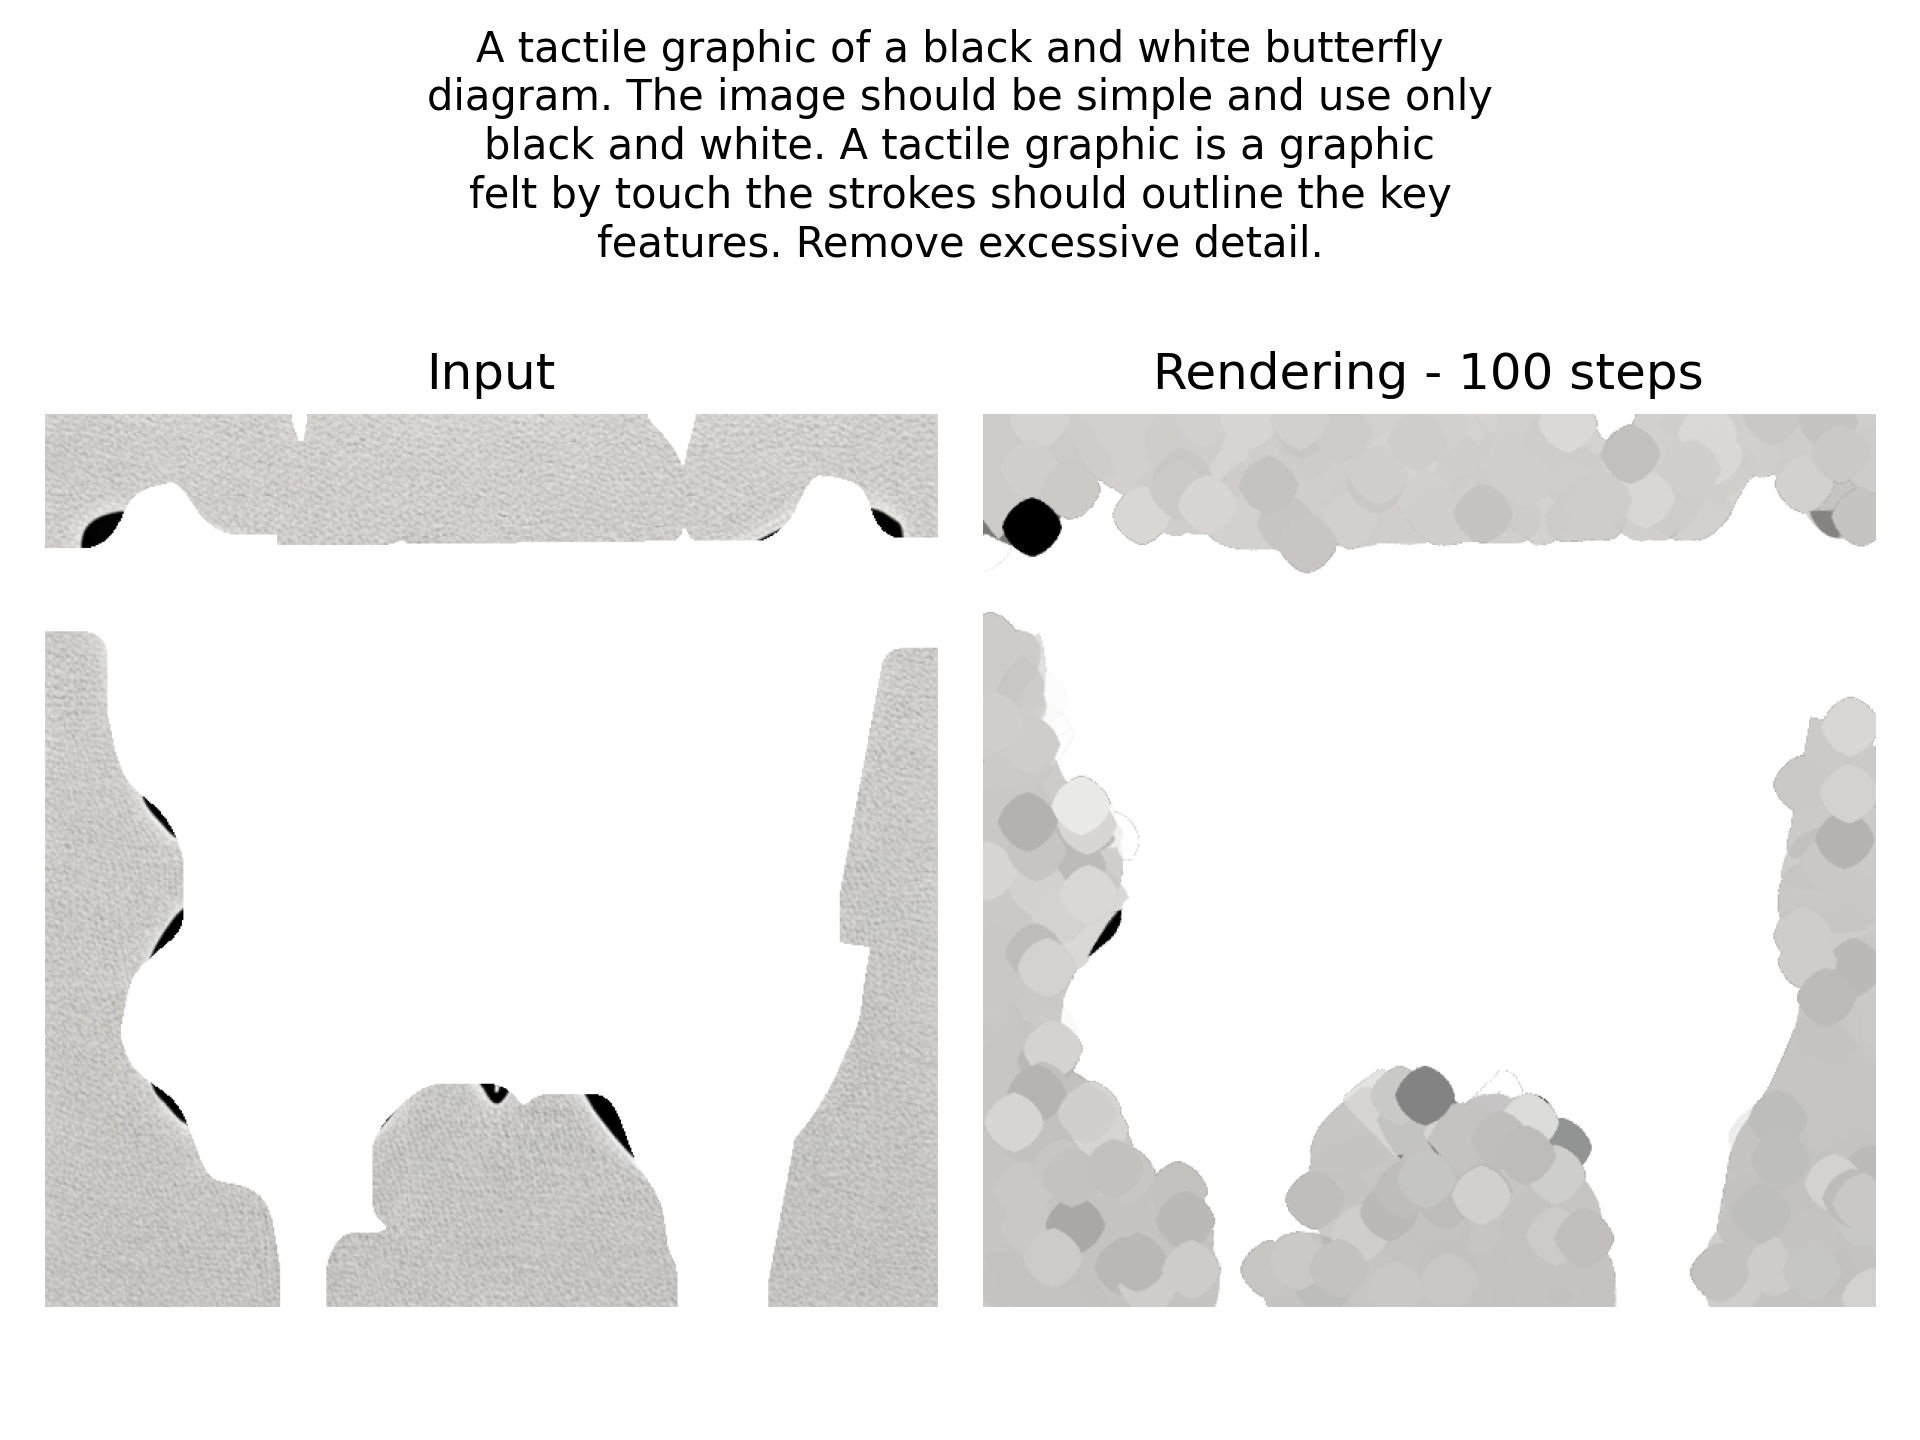 A tactile graphic of a black and white butterfly
diagram. The image should be simple and use only
black and white. A tactile graphic is a graphic
felt by touch the strokes should outline the key
features. Remove excessive detail.
Input
Rendering - 100 steps